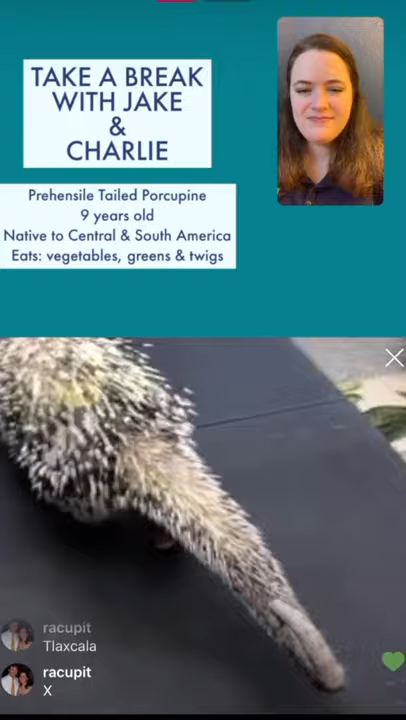 TAKE A BREAK
WITH JAKE
&
CHARLIE
Prehensile Tailed Porcupine
9 years old
Native to Central & South America
Eats: vegetables, greens & twigs
racupit
Tlaxcala
racupit
X